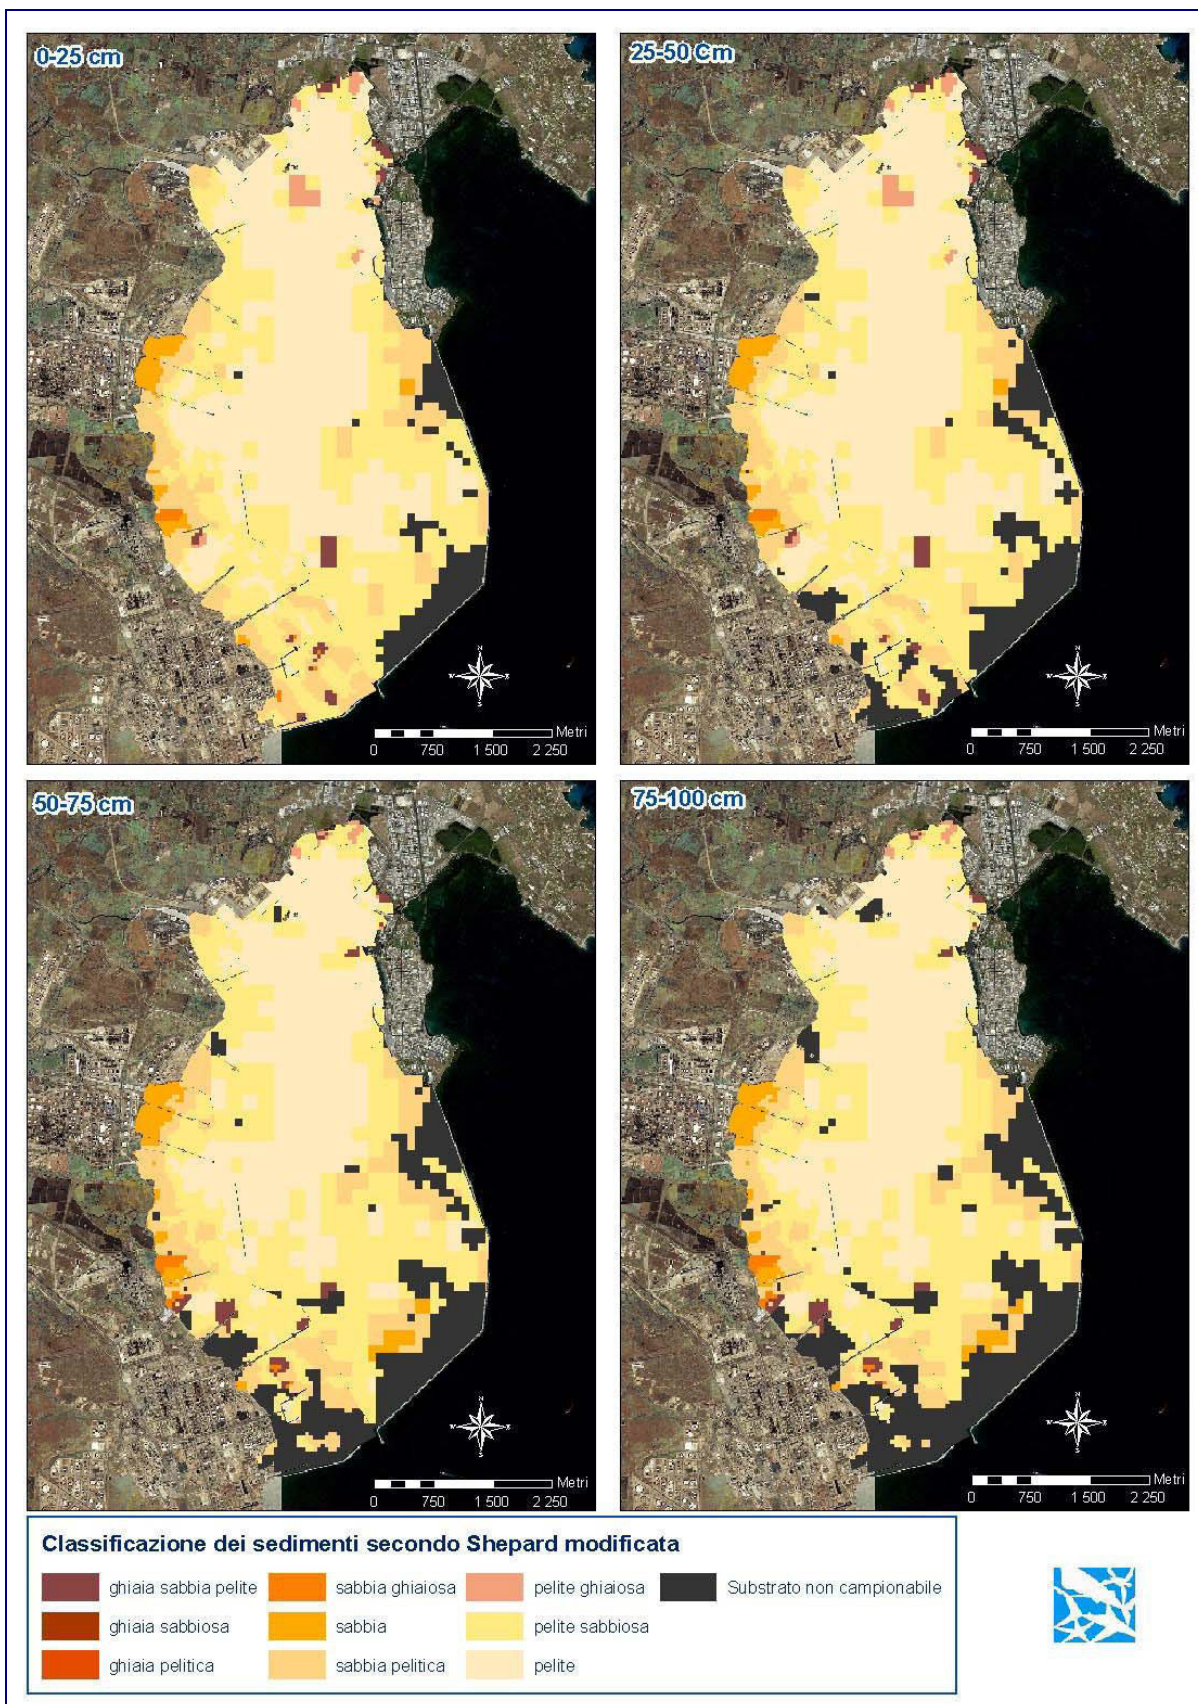 0-25 cm
25-50 Cm
N
W E
S
Metri
0 750 1 500 2 250
N
W E
S
Metri
0 750 1 500 2 250
50-75 cm
75-100 cm
N
W E
S
Metri
0 750 1 500 2 250
N
W E
S
Metri
0 750 1 500 2 250
Classificazione dei sedimenti secondo Shepard modificata
ghiaia sabbia pelite
sabbia ghiaiosa
pelite ghiaiosa
Substrato non campionabile
ghiaia sabbiosa
sabbia
pelite sabbiosa
ghiaia pelitica
sabbia pelitica
pelite